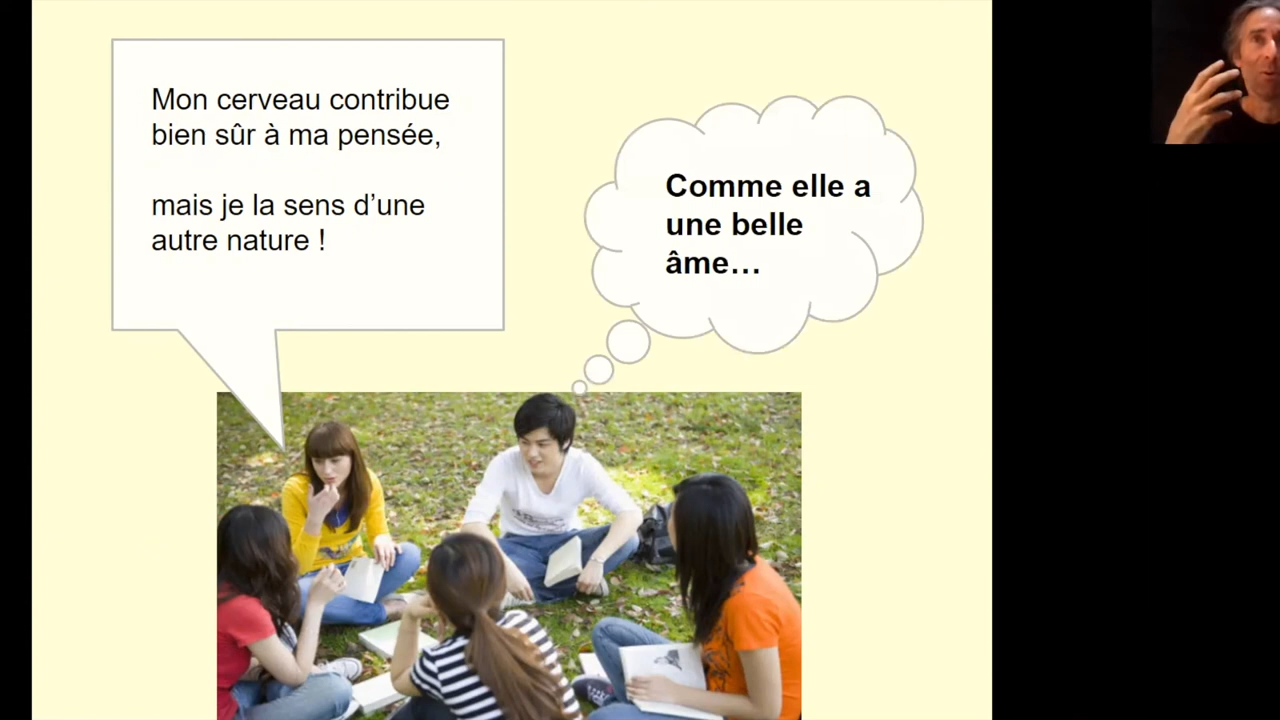 Mon cerveau contribue
bien sûr à ma pensée,
mais je la sens d’une
autre nature !
Comme elle a
une belle
âme…